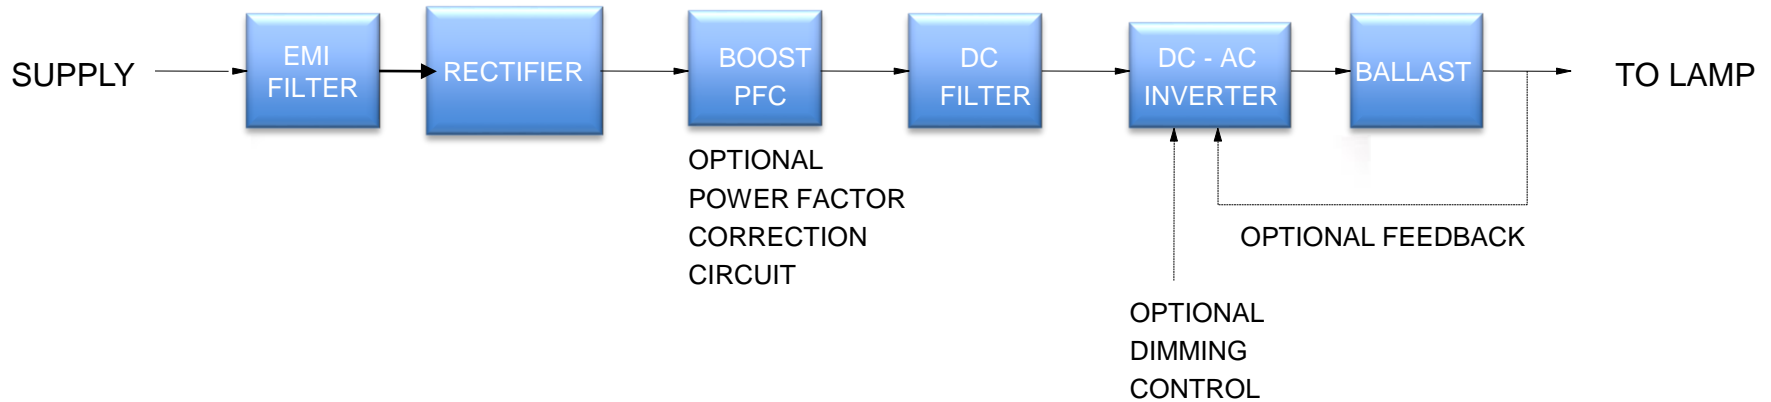 SUPPLY
EMI
FILTER
RECTIFIER
BOOST
PFC
DC
FILTER
DC - AC
INVERTER
BALLAST
TO LAMP
OPTIONAL
POWER FACTOR
CORRECTION
CIRCUIT
OPTIONAL FEEDBACK
OPTIONAL
DIMMING
CONTROL